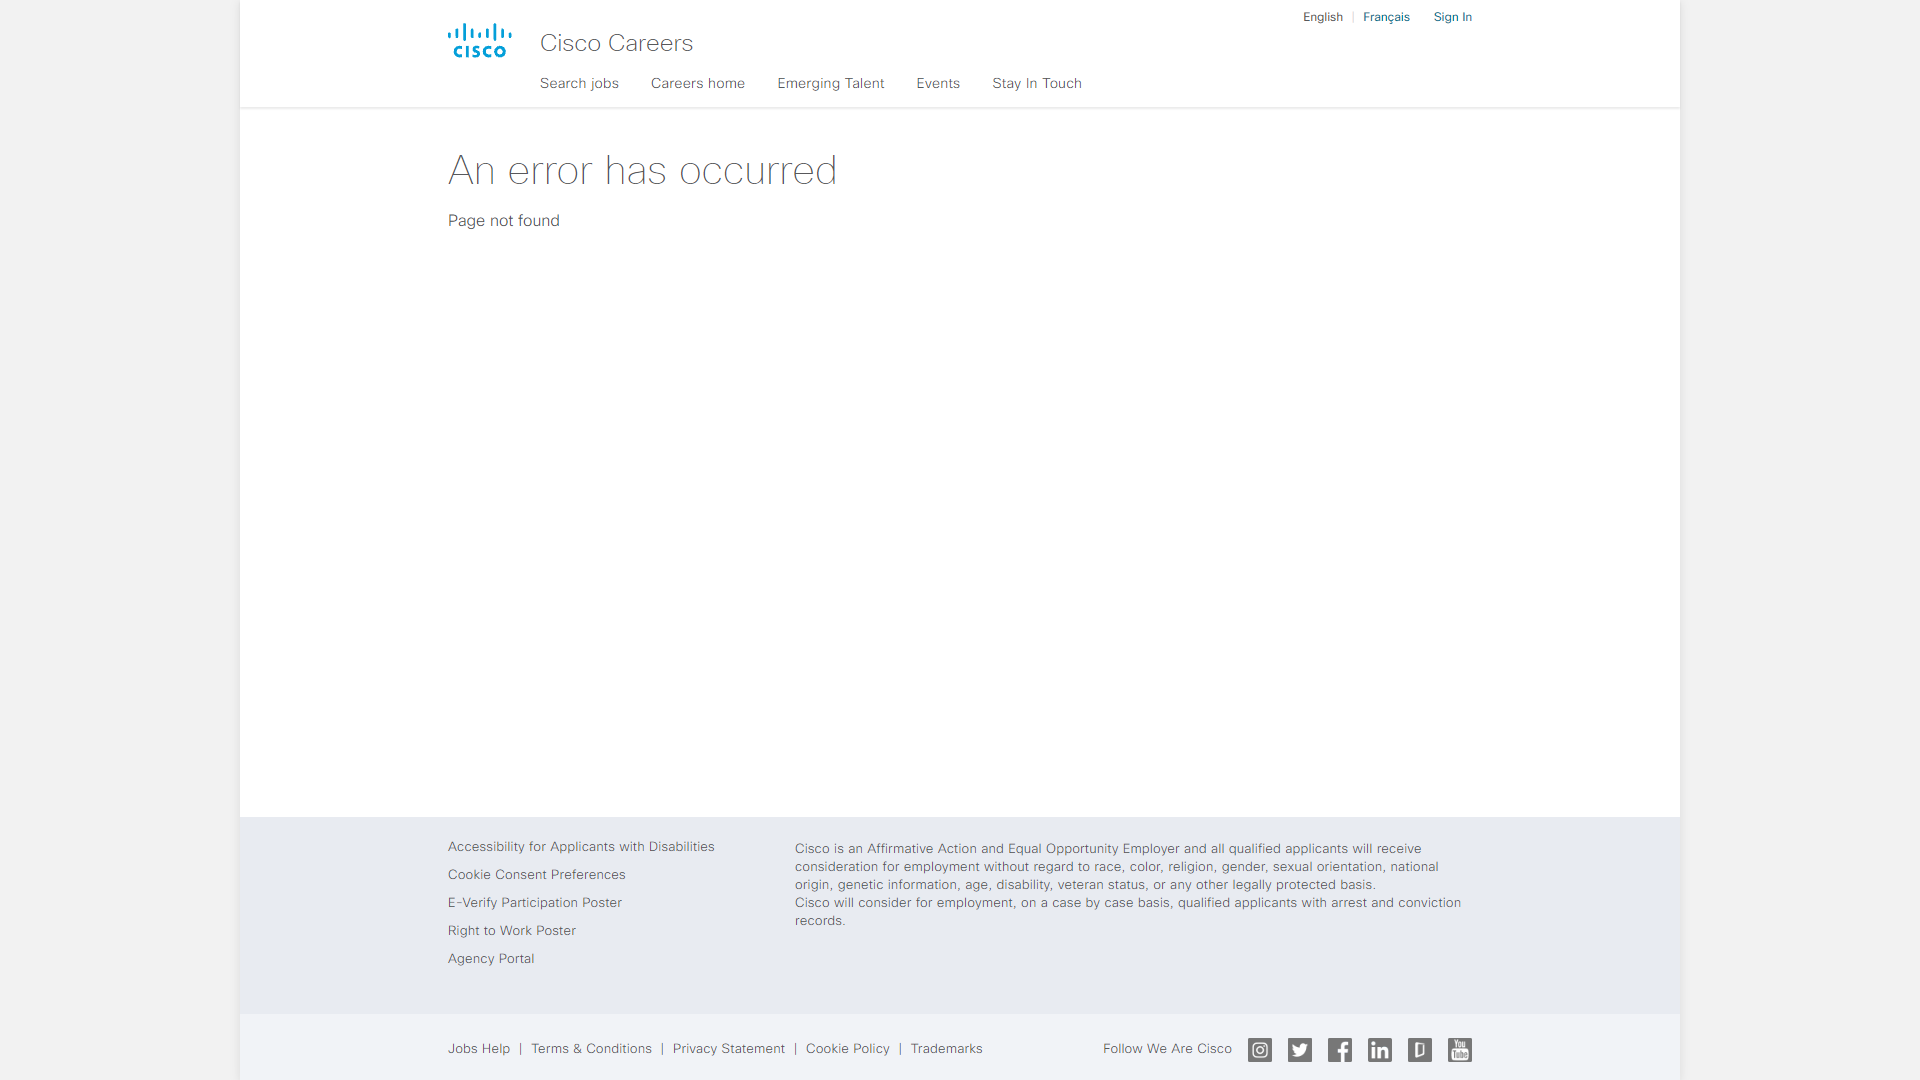 English | Français Sign In
CISCO
Cisco Careers
Search jobs Careers home Emerging Talent Events Stay In Touch
An error has occurred
Page not found
Accessibility for Applicants with Disabilities
Cookie Consent Preferences
E-Verify Participation Poster
Right to Work Poster
Agency Portal
Cisco is an Affirmative Action and Equal Opportunity Employer and all qualified applicants will receive
consideration for employment without regard to race, color, religion, gender, sexual orientation, national
origin, genetic information, age, disability, veteran status, or any other legally protected basis.
Cisco will consider for employment, on a case by case basis, qualified applicants with arrest and conviction
records.
Jobs Help | Terms & Conditions | Privacy Statement | Cookie Policy | Trademarks
Follow We Are Cisco
in
You
Tube